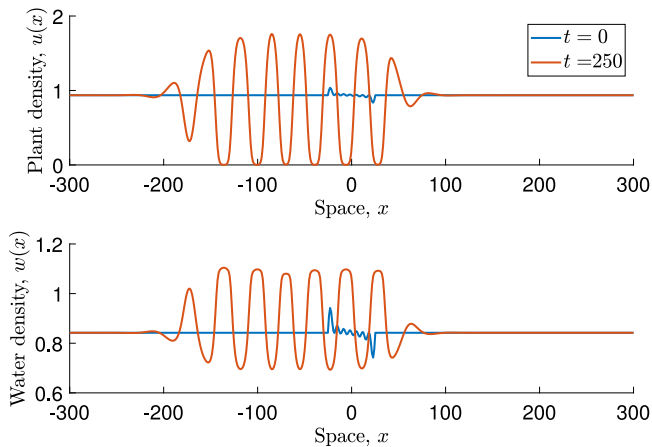 2
1
0
Plant density, u(x)
t = 0
t =250
-300 -200 -100 0 100 200 300
Space, x
1.2
1
0.8
0.6
Water density, w(x)
-300 -200 -100 0 100 200 300
Space, x